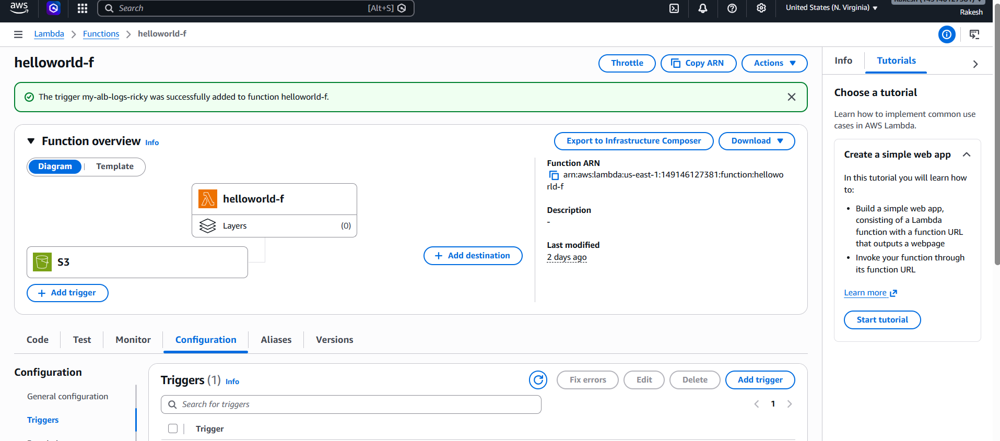 aws
Search
[Alt+S]
United States (N. Virginia)
Rakesh (149146127381)
Rakesh
Lambda
Functions
helloworld-f
helloworld-f
Throttle
Copy ARN
Actions
The trigger my-alb-logs-ricky was successfully added to function helloworld-f.
Function overview Info
Export to Infrastructure Composer
Download
Diagram
Template
helloworld-f
Layers
(0)
S3
Add trigger
Add destination
Function ARN
arn:aws:lambda:us-east-1:149146127381:function:hellowo
rld-f
Description
-
Last modified
2 days ago
Code
Test
Monitor
Configuration
Aliases
Versions
Configuration
General configuration
Triggers
Triggers (1) Info
Fix errors
Edit
Delete
Add trigger
Search for triggers
1
Trigger
Info
Tutorials
Choose a tutorial
Learn how to implement common use
cases in AWS Lambda.
Create a simple web app
In this tutorial you will learn how
to:
• Build a simple web app,
consisting of a Lambda
function with a function URL
that outputs a webpage
• Invoke your function through
its function URL
Learn more
Start tutorial